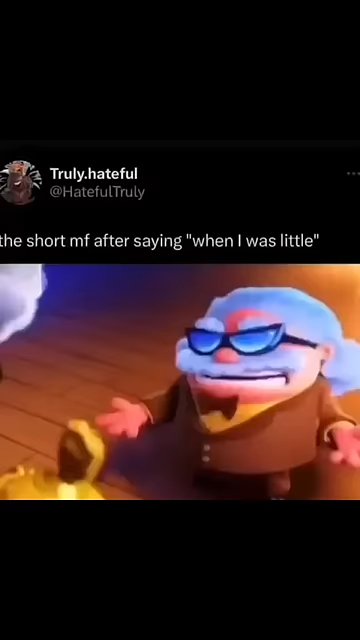 Truly.hateful
@HatefulTruly
the short mf after saying "when I was little"